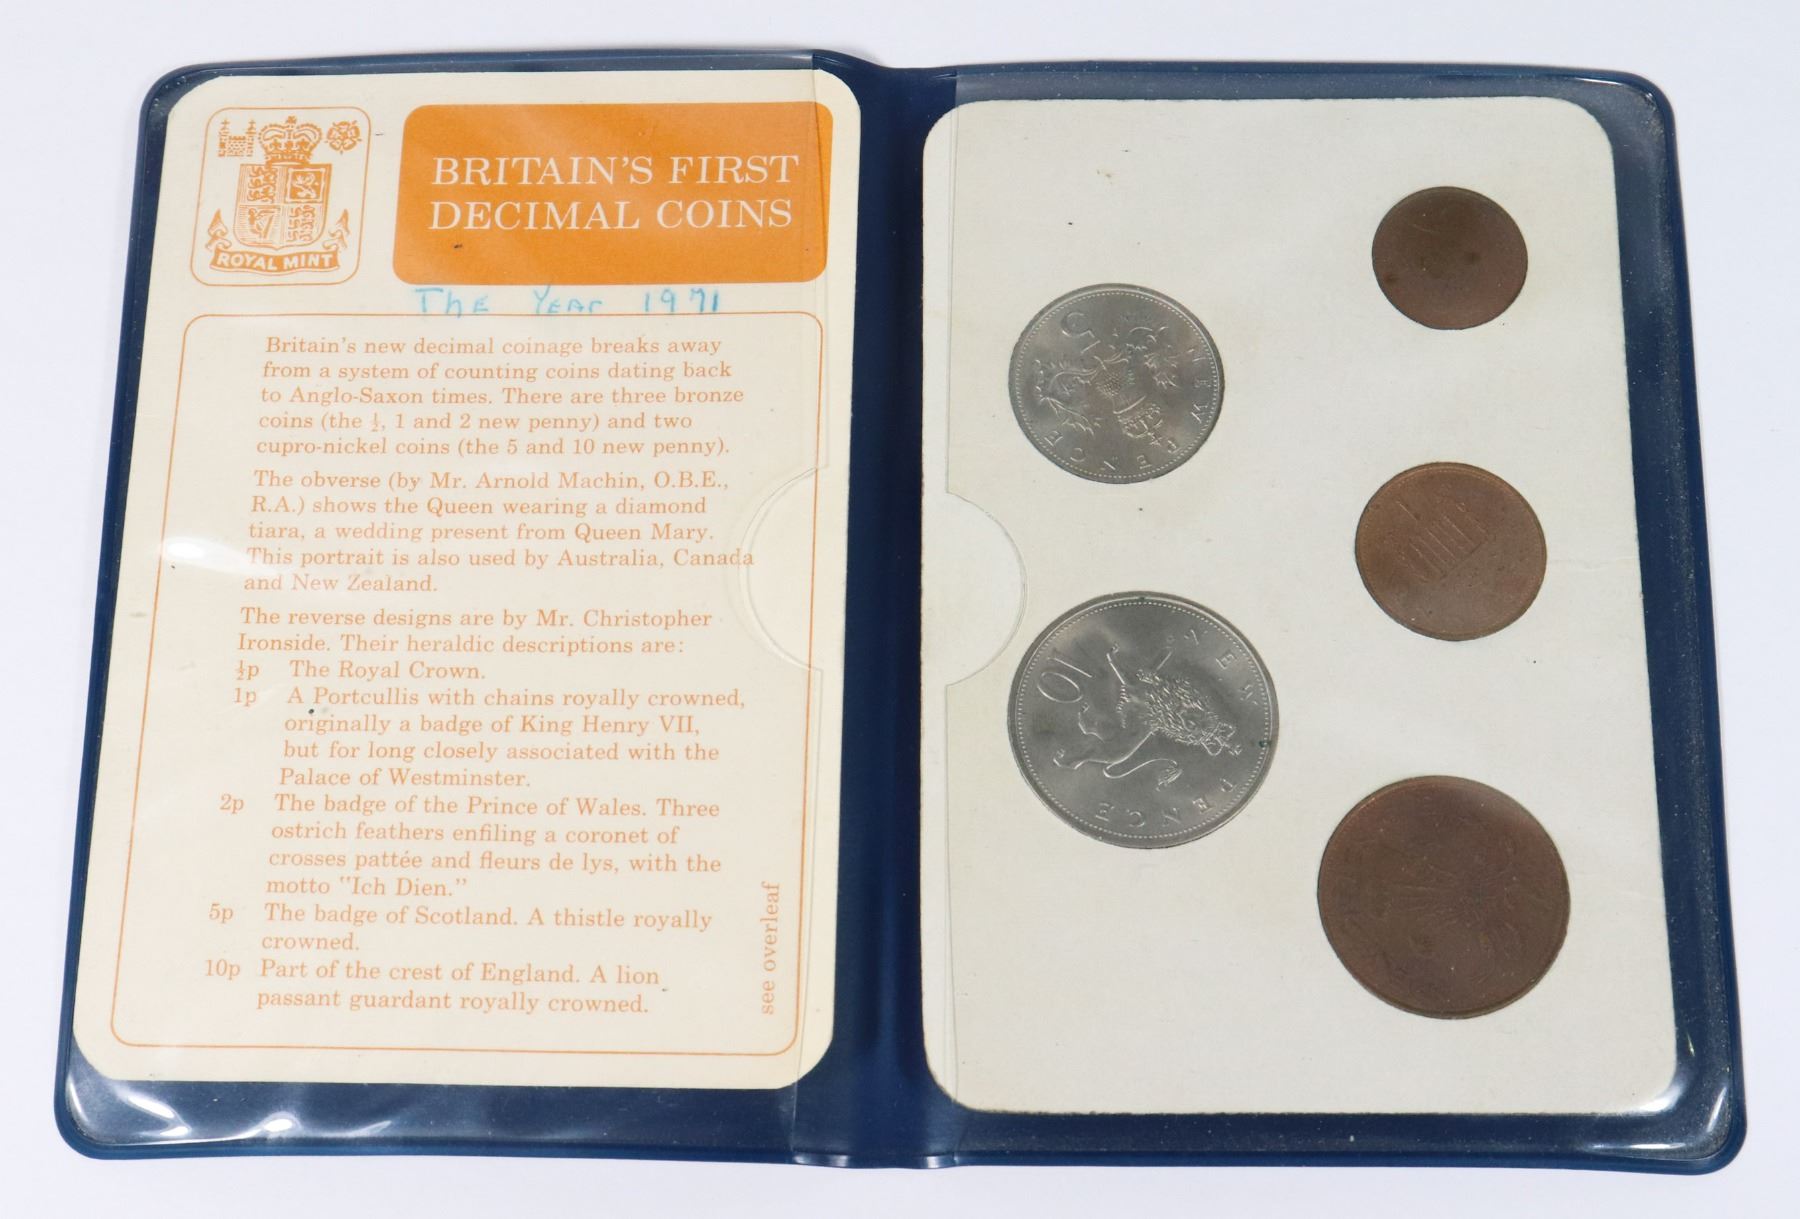 ROYAL MINT
BRITAIN'S FIRST
DECIMAL COINS
The Year 1971
Britain's new decimal coinage breaks away
from a system of counting coins dating back
to Anglo-Saxon times. There are three bronze
coins (the ½, 1 and 2 new penny) and two
cupro-nickel coins (the 5 and 10 new penny).
The obverse (by Mr. Arnold Machin, O.B.E.,
R.A.) shows the Queen wearing a diamond
tiara, a wedding present from Queen Mary.
This portrait is also used by Australia, Canada
and New Zealand.
The reverse designs are by Mr. Christopher
Ironside. Their heraldic descriptions are:
½p The Royal Crown.
1p A Portcullis with chains royally crowned,
originally a badge of King Henry VII,
but for long closely associated with the
Palace of Westminster.
2p The badge of the Prince of Wales. Three
ostrich feathers enfiling a coronet of
crosses pattée and fleurs de lys, with the
motto "Ich Dien."
5p The badge of Scotland. A thistle royally
crowned.
10p Part of the crest of England. A lion
passant guardant royally crowned.
see overleaf
NEW PENCE
5
NEW PENCE
10
1